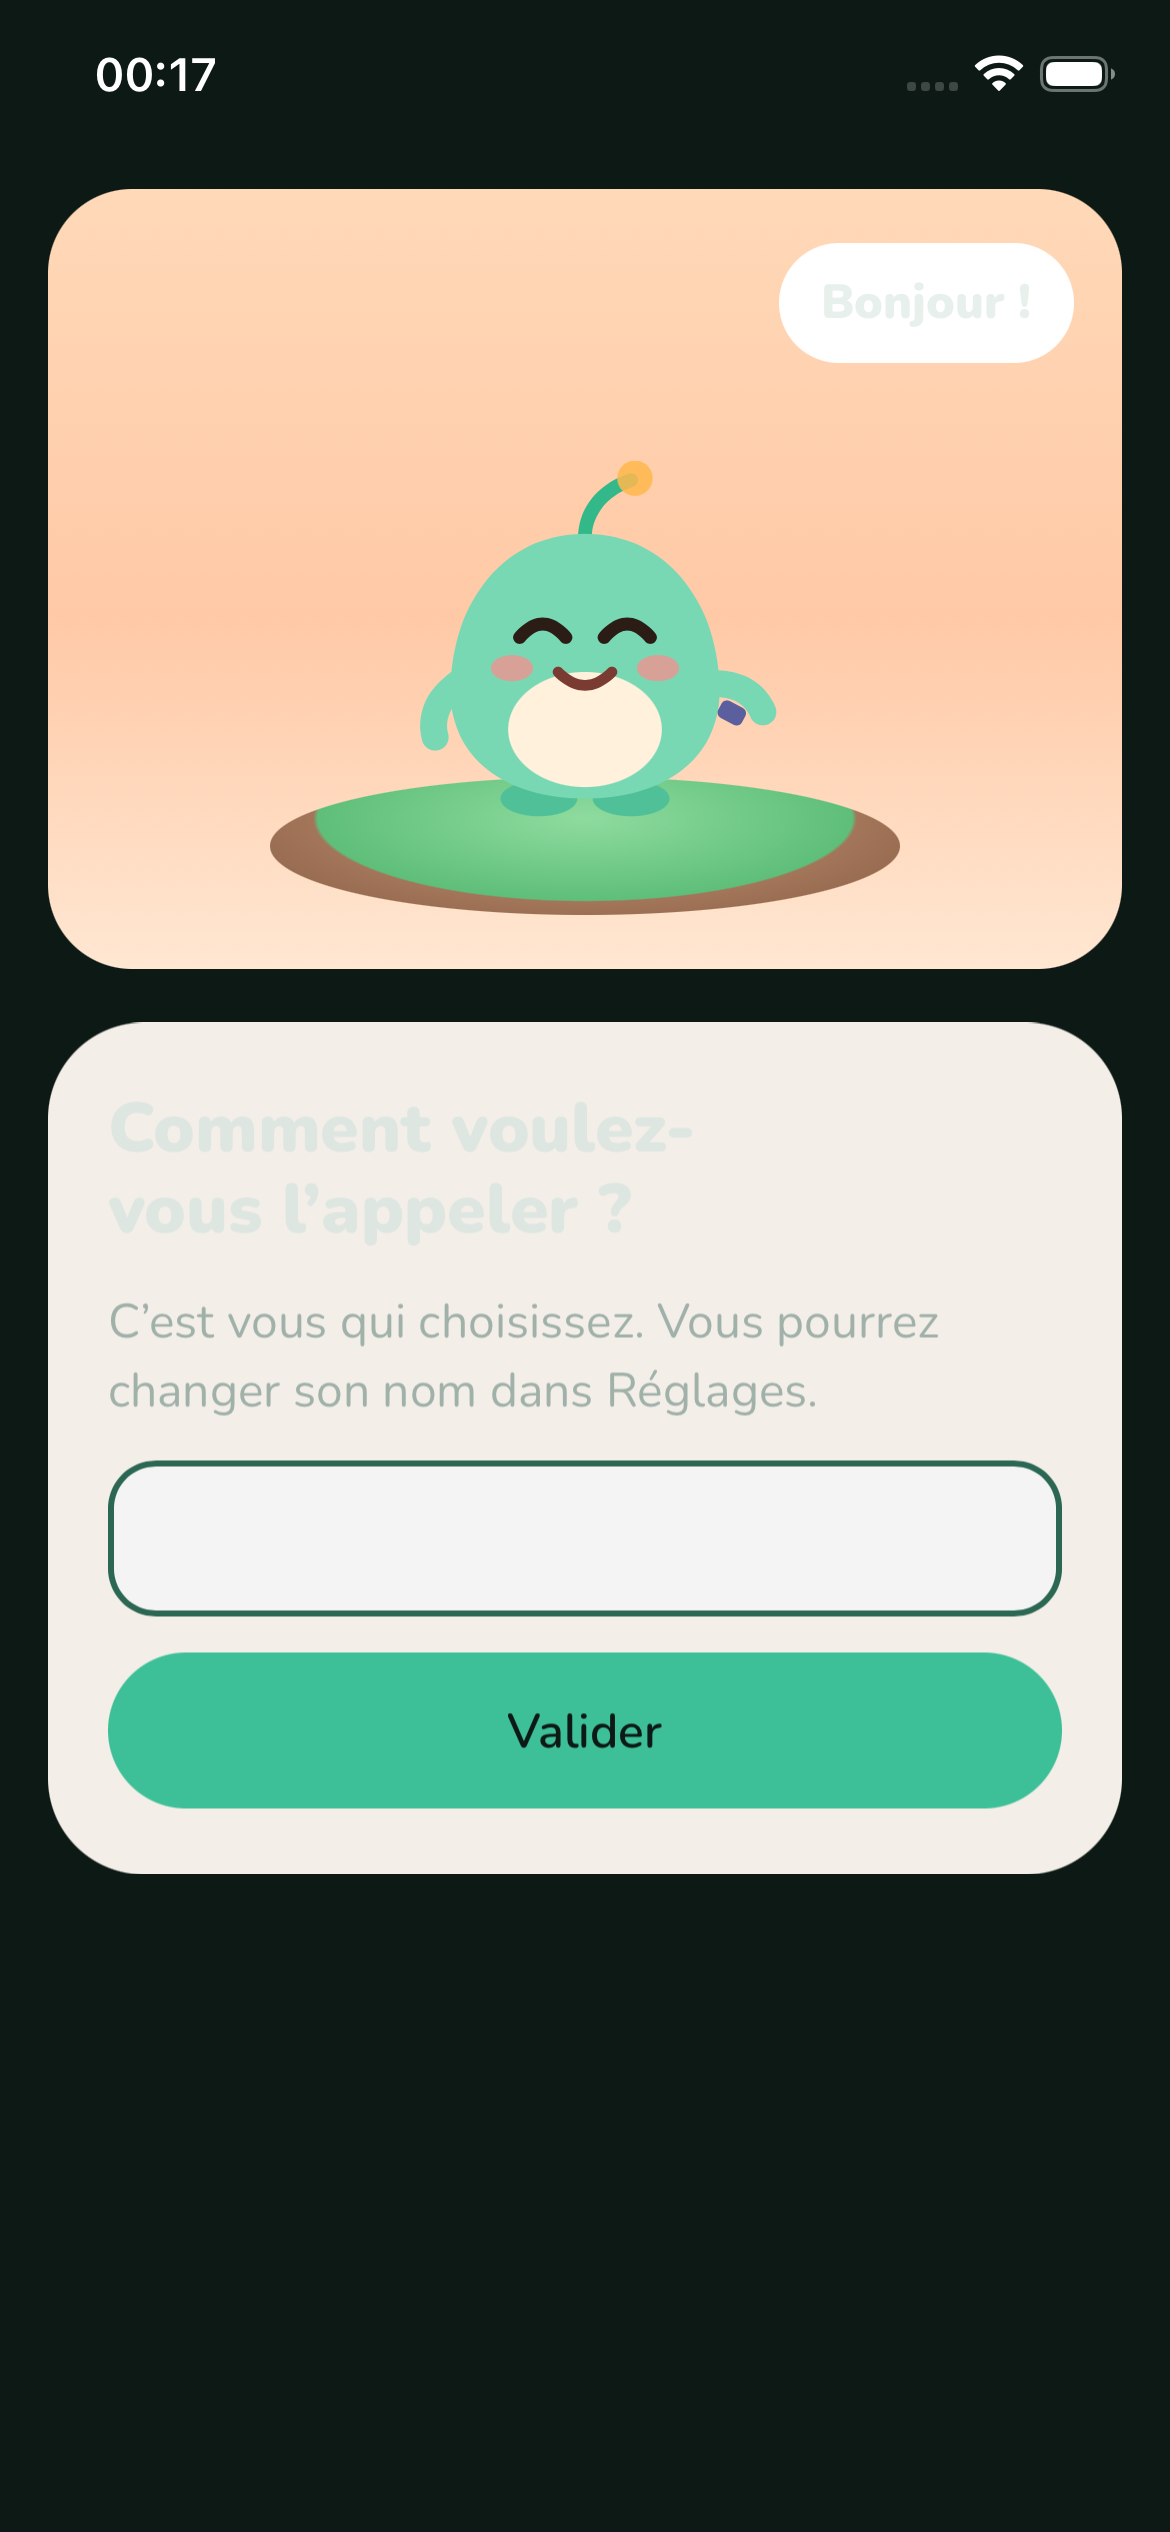 00:17
Bonjour !
Comment voulez-
vous l’appeler ?
C’est vous qui choisissez. Vous pourrez
changer son nom dans Réglages.
Valider